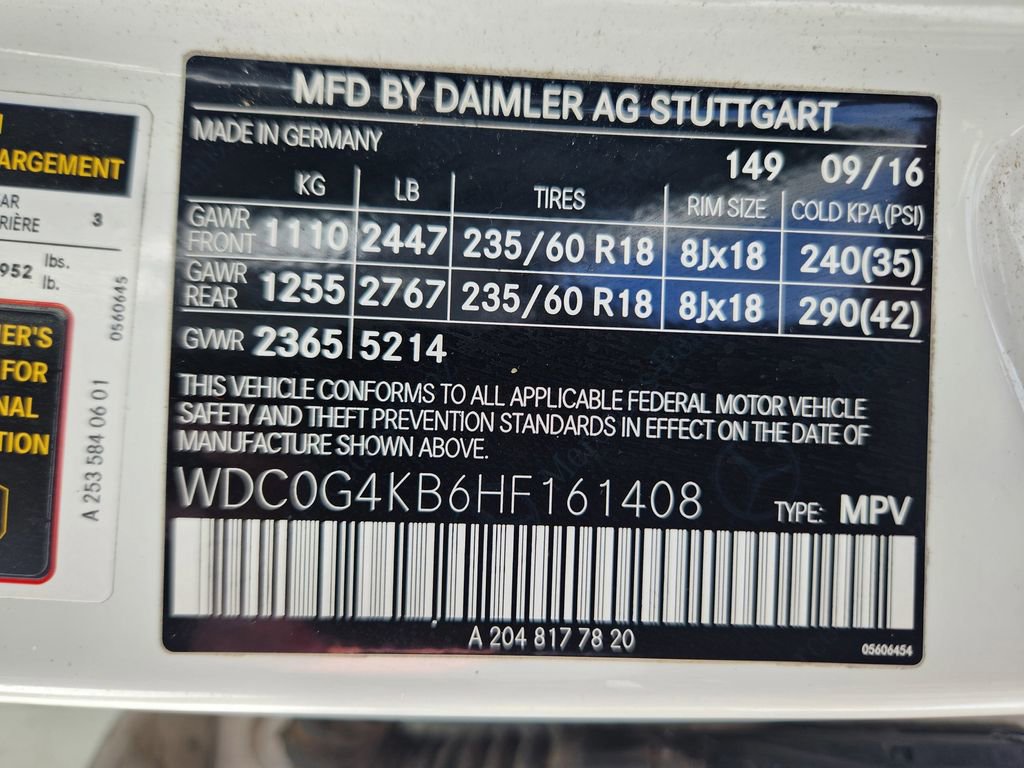 ARGEMENT
3
952 lbs.
lb.
FOR
A 253 584 06 01
0560645
MFD BY DAIMLER AG STUTTGART
MADE IN GERMANY
149 09/16
KG LB TIRES RIM SIZE COLD KPA (PSI)
GAWR FRONT 1110 2447 235/60 R18 8Jx18 240(35)
GAWR REAR 1255 2767 235/60 R18 8Jx18 290(42)
GVWR 2365 5214
THIS VEHICLE CONFORMS TO ALL APPLICABLE FEDERAL MOTOR VEHICLE
SAFETY AND THEFT PREVENTION STANDARDS IN EFFECT ON THE DATE OF
MANUFACTURE SHOWN ABOVE.
WDC0G4KB6HF161408
TYPE: MPV
A 204 817 78 20
05606454